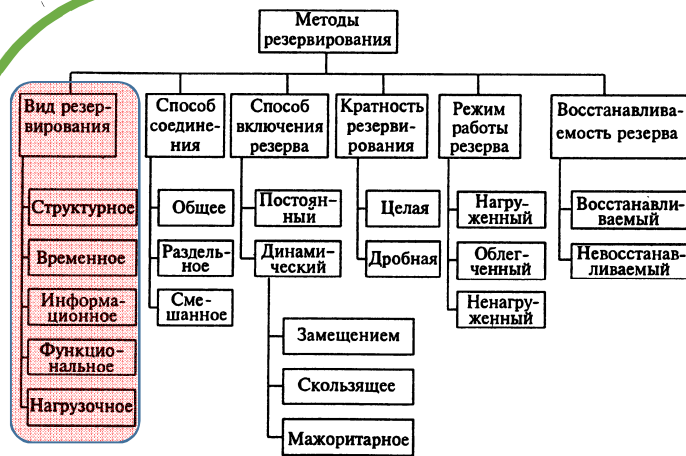 Методы
резервирования
Вид резер-
вирования
Структурное
Временное
Информа-
ционное
Функцио-
нальное
Нагрузочное
Способ
соедине-
ния
Общее
Раздель-
ное
Сме-
шанное
Способ
включения
резерва
Постоян-
ный
Динами-
ческий
Замещением
Скользящее
Мажоритарное
Кратность
резерви-
рования
Целая
Дробная
Режим
работы
резерва
Нагру-
женный
Облег-
ченный
Ненагру-
женный
Восстанавлива-
емость резерва
Восстанавли-
ваемый
Невосстанав-
ливаемый